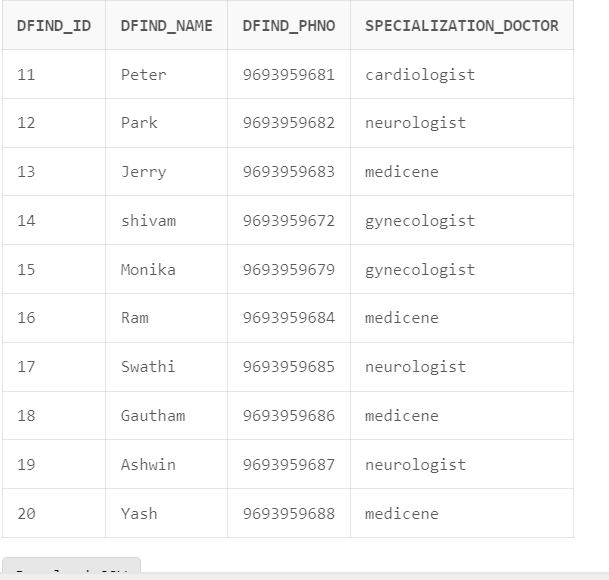 DFIND_ID DFIND_NAME DFIND_PHNO SPECIALIZATION_DOCTOR
11 Peter 9693959681 cardiologist
12 Park 9693959682 neurologist
13 Jerry 9693959683 medicene
14 shivam 9693959672 gynecologist
15 Monika 9693959679 gynecologist
16 Ram 9693959684 medicene
17 Swathi 9693959685 neurologist
18 Gautham 9693959686 medicene
19 Ashwin 9693959687 neurologist
20 Yash 9693959688 medicene